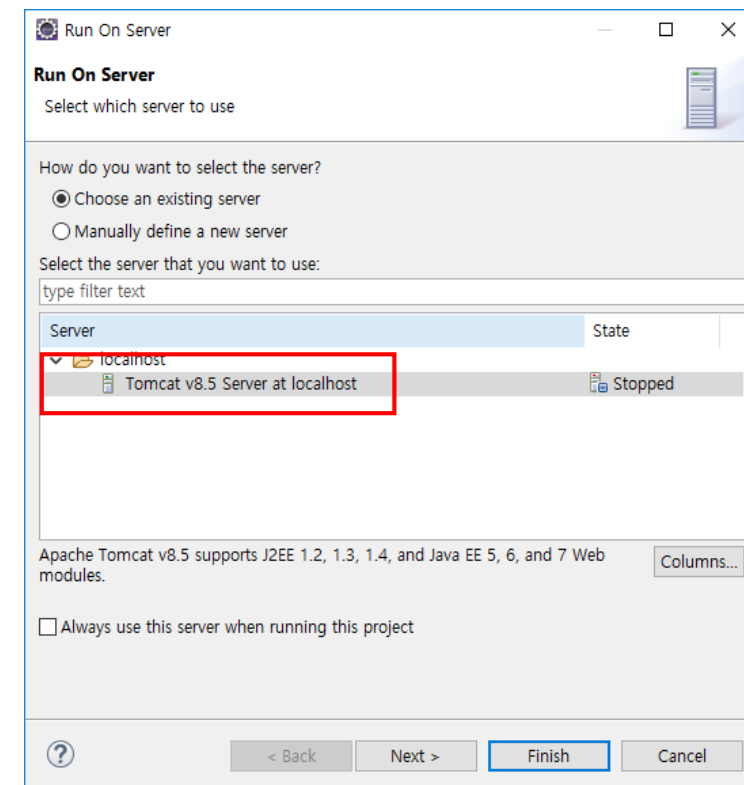 Run On Server
Run On Server
Select which server to use
How do you want to select the server?
Choose an existing server
Manually define a new server
Select the server that you want to use:
type filter text
Server State
localhost
Tomcat v8.5 Server at localhost Stopped
Apache Tomcat v8.5 supports J2EE 1.2, 1.3, 1.4, and Java EE 5, 6, and 7 Web
modules.
Columns...
Always use this server when running this project
?
< Back Next > Finish Cancel